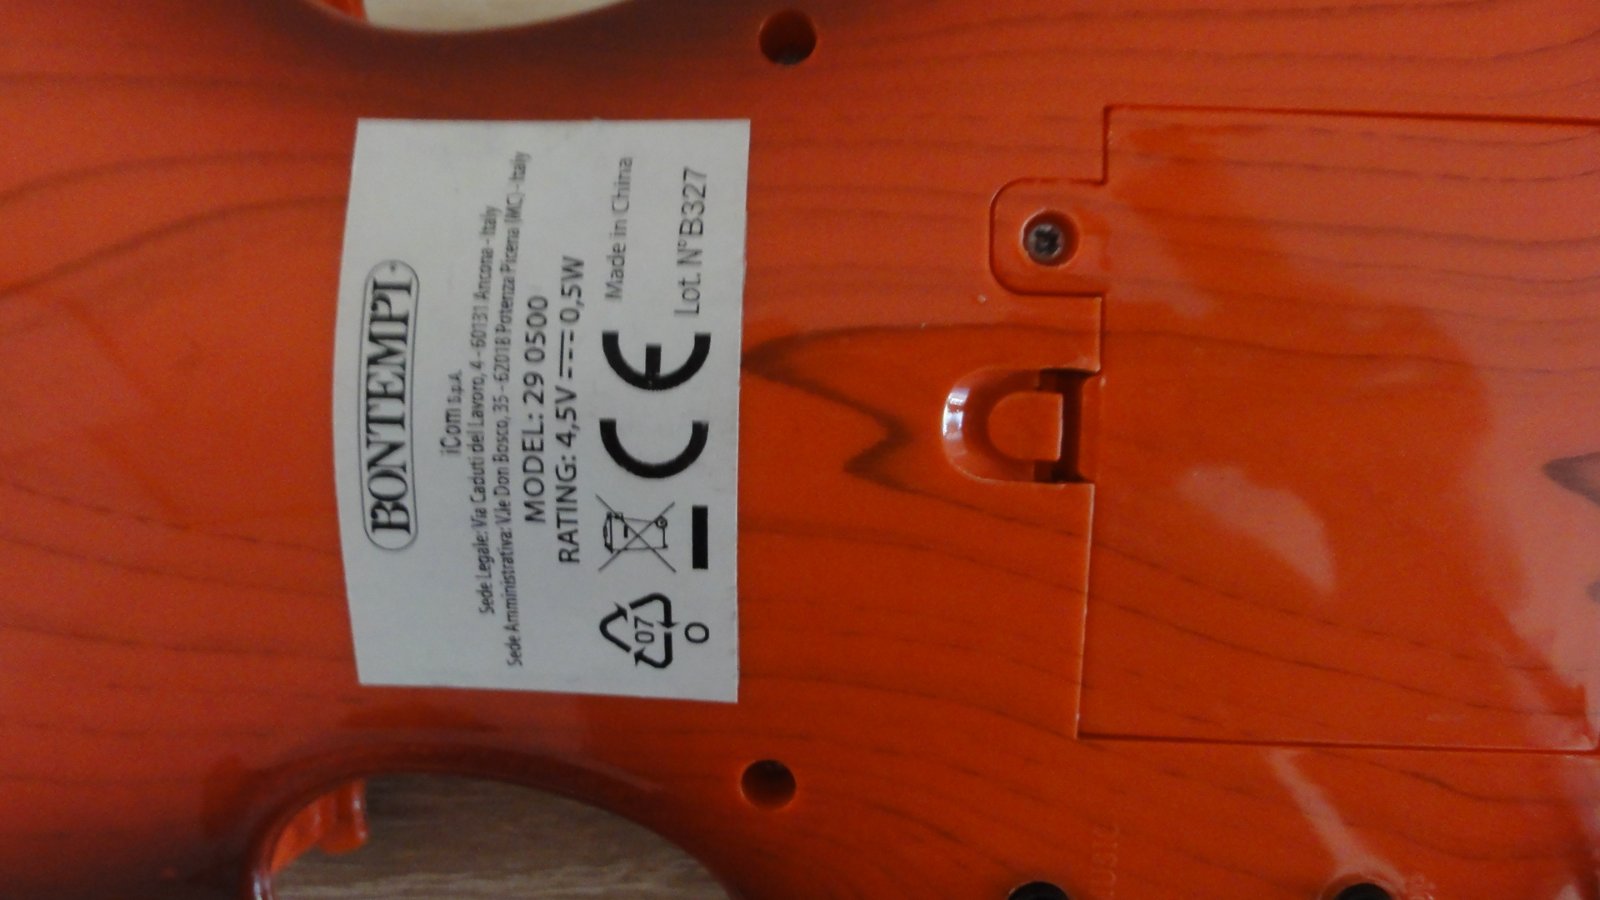 BONTEMPI
iCom s.p.A.
Sede Legale: Via Caduti del Lavoro, 4 - 60131 Ancona - Italy
Sede Amministrativa: V.le Don Bosco, 35 - 62018 Potenza Picena (MC) - Italy
MODEL: 29 0500
RATING: 4,5V 0,5W
07
CE
Made in China
O
Lot. N°B327